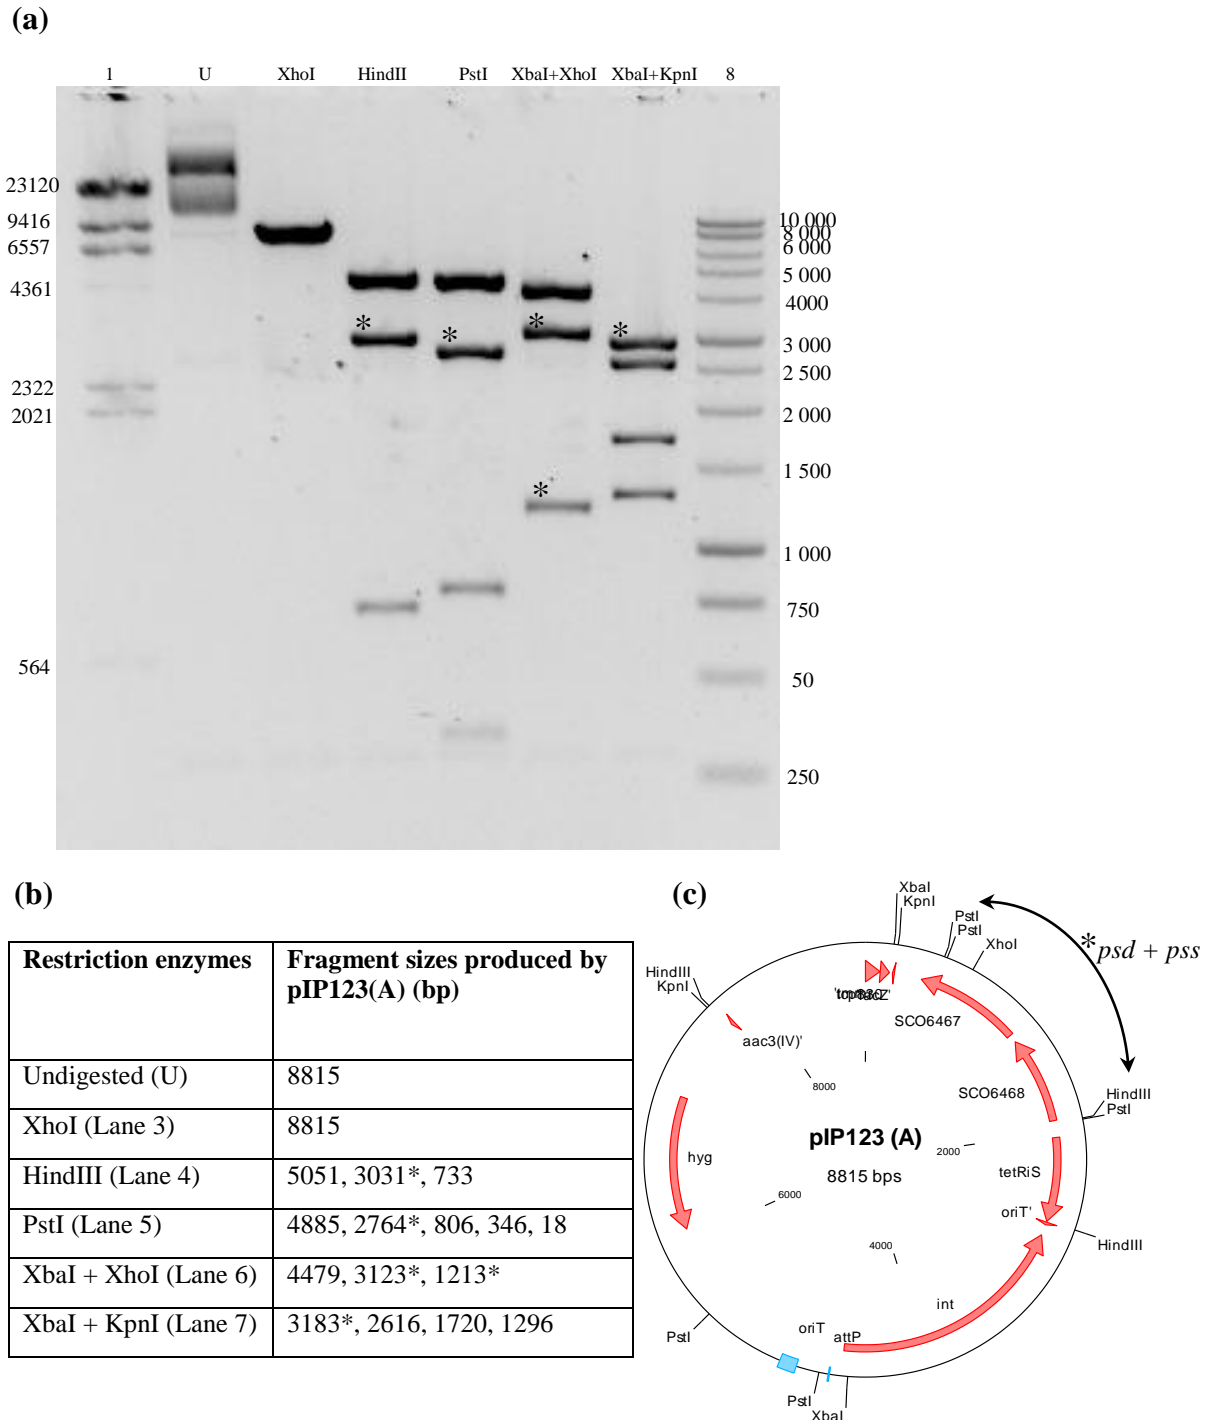 (a)
1 U XhoI HindII PstI XbaI+XhoI XbaI+KpnI 8
23120
9416
6557
4361
2322
2021
564
10 000
8 000
6 000
5 000
4000
3 000
2 500
2 000
1 500
1 000
750
50
250
*
*
*
*
*
(b)
Restriction enzymes Fragment sizes produced by
pIP123(A) (bp)
Undigested (U) 8815
XhoI (Lane 3) 8815
HindIII (Lane 4) 5051, 3031*, 733
PstI (Lane 5) 4885, 2764*, 806, 346, 18
XbaI + XhoI (Lane 6) 4479, 3123*, 1213*
XbaI + KpnI (Lane 7) 3183*, 2616, 1720, 1296
(c)
XbaI
KpnI
PstI
PstI
XhoI
*psd + pss
HindIII
KpnI
SCO6467
aac3(IV)'
8000
SCO6468
HindIII
PstI
pIP123 (A)
8815 bps
2000
hyg
tetRiS
6000
oriT'
HindIII
4000
int
oriT
attP
PstI
PstI
XbaI